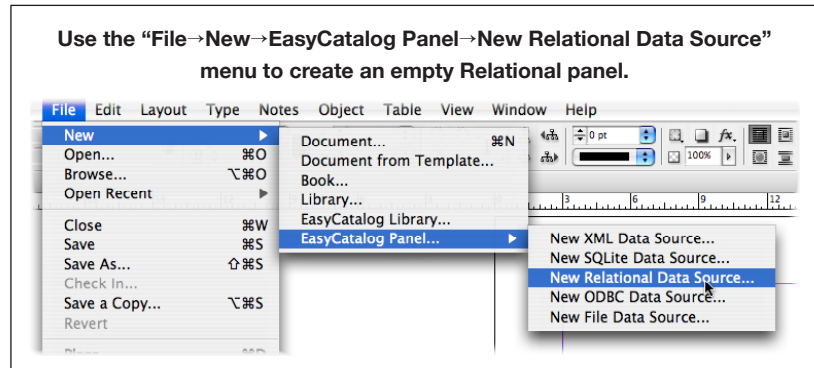 Use the “File→New→EasyCatalog Panel→New Relational Data Source”
menu to create an empty Relational panel.
File Edit Layout Type Notes Object Table View Window Help
New
Open... ⌘O
Browse... ⌥⌘O
Open Recent
Close ⌘W
Save ⌘S
Save As... ⇧⌘S
Check In...
Save a Copy... ⌥⌘S
Revert
Document... ⌘N
Document from Template...
Book...
Library...
EasyCatalog Library...
EasyCatalog Panel...
New XML Data Source...
New SQLite Data Source...
New Relational Data Source...
New ODBC Data Source...
New File Data Source...
0 pt
fx.
100%
3 6 9 12